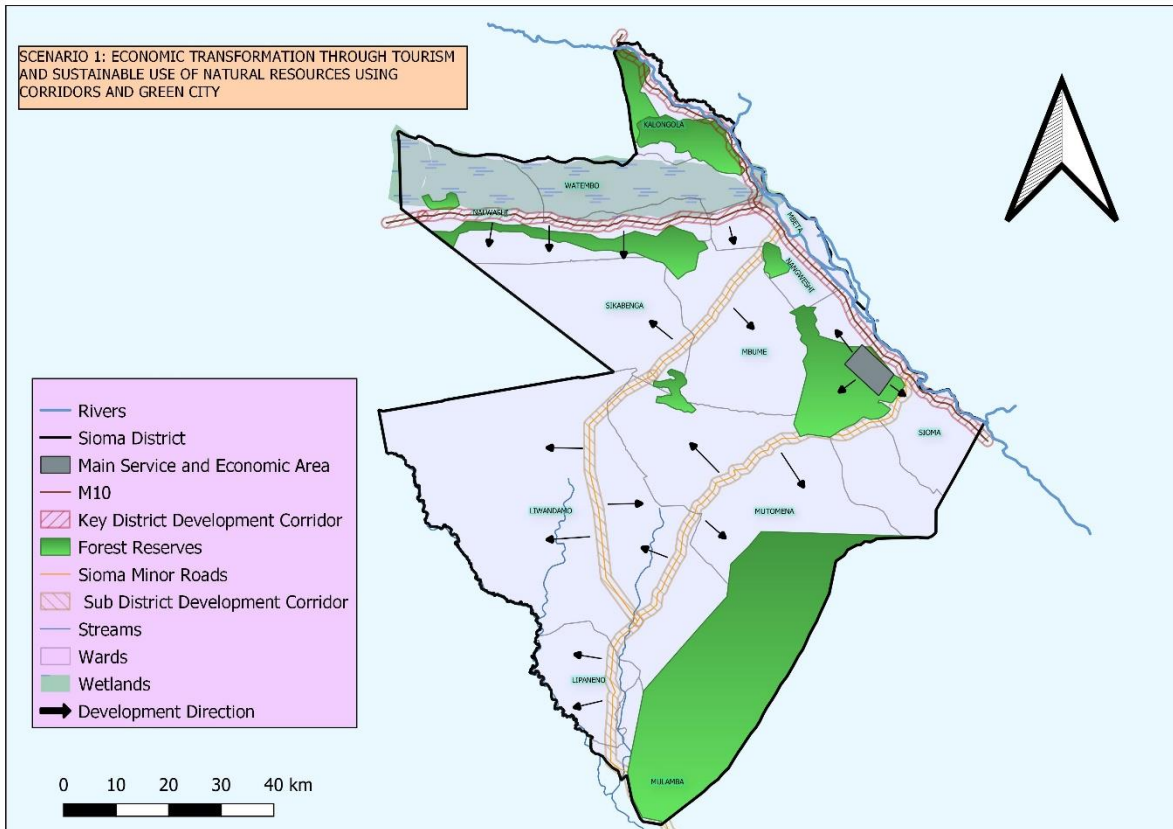 SCENARIO 1: ECONOMIC TRANSFORMATION THROUGH TOURISM
AND SUSTAINABLE USE OF NATURAL RESOURCES USING
CORRIDORS AND GREEN CITY
KALONGOLA
WATEMBO
NALWASHI
MBETA
NANGWESHI
SIKABENGA
MBUME
SIOMA
LIWANDAMO
MUTOMENA
LIPANENO
MULAMBA
Rivers
Sioma District
Main Service and Economic Area
M10
Key District Development Corridor
Forest Reserves
Sioma Minor Roads
Sub District Development Corridor
Streams
Wards
Wetlands
Development Direction
0 10 20 30 40 km